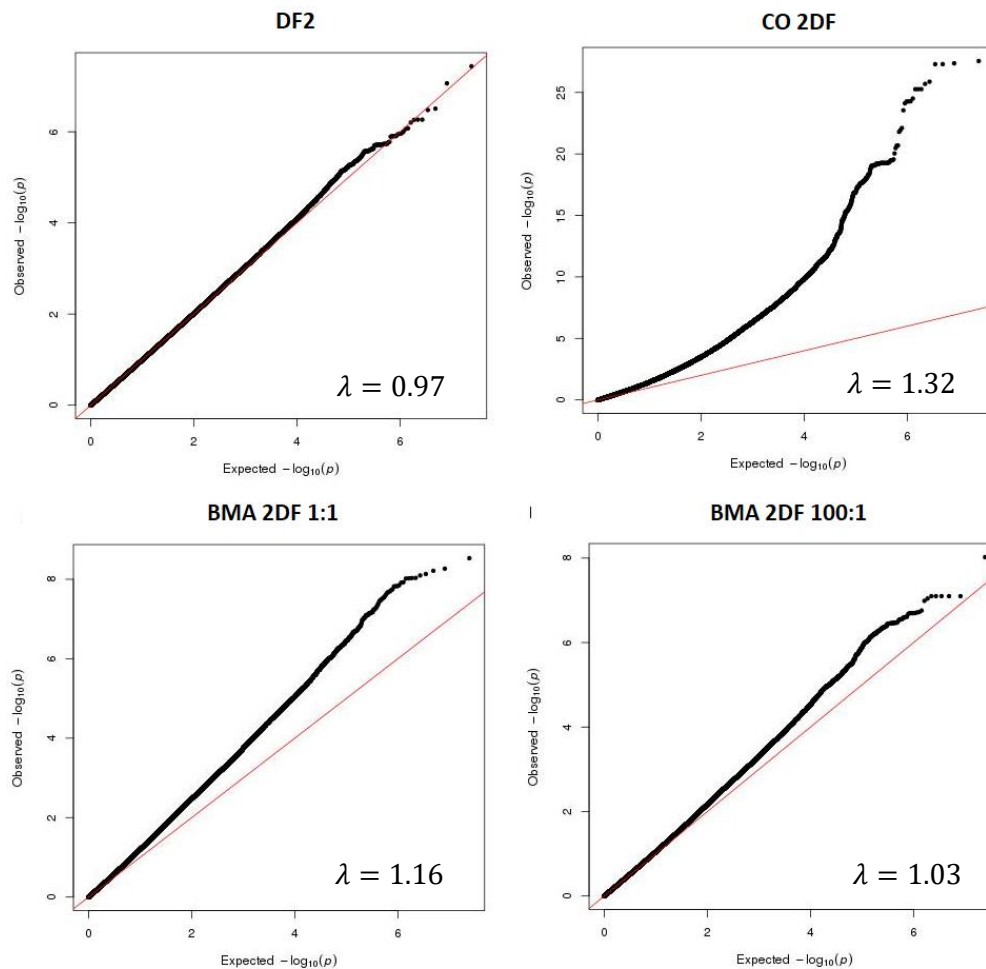 DF2
Observed −log₁₀(p)
6
4
2
0
λ = 0.97
0 2 4 6
Expected −log₁₀(p)
CO 2DF
Observed −log₁₀(p)
25
20
15
10
5
0
λ = 1.32
0 2 4 6
Expected −log₁₀(p)
BMA 2DF 1:1
Observed −log₁₀(p)
8
6
4
2
0
λ = 1.16
0 2 4 6
Expected −log₁₀(p)
BMA 2DF 100:1
Observed −log₁₀(p)
8
6
4
2
0
λ = 1.03
0 2 4 6
Expected −log₁₀(p)